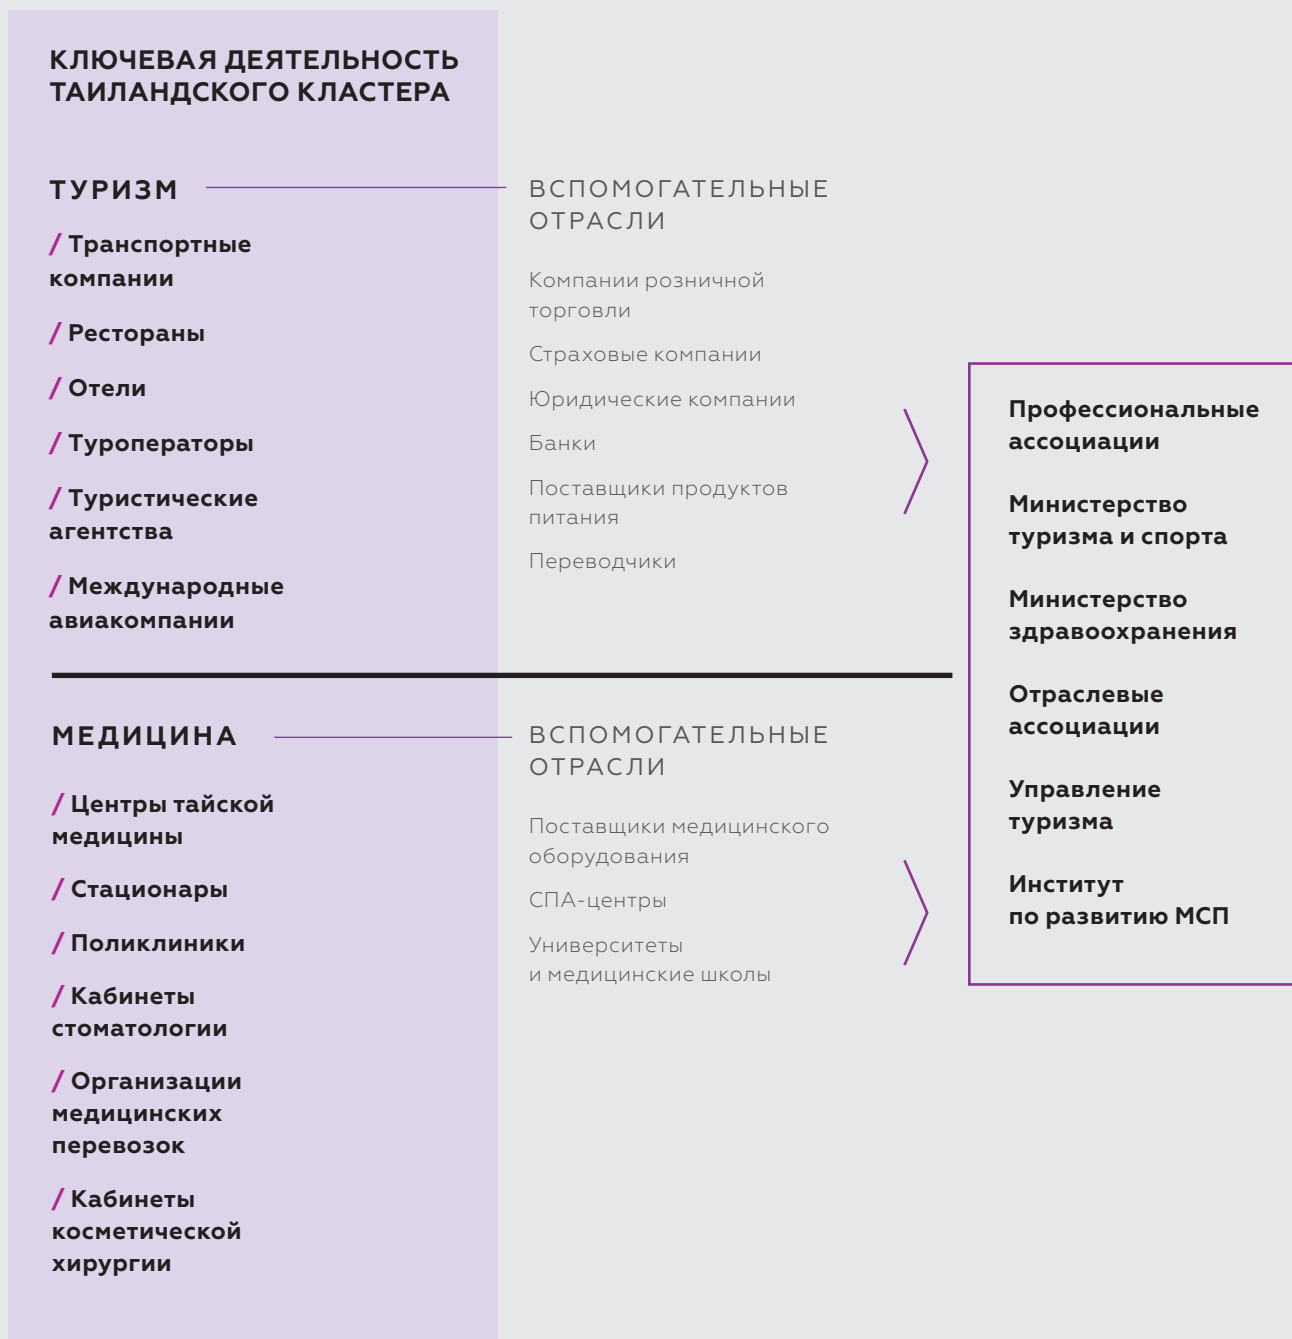 КЛЮЧЕВАЯ ДЕЯТЕЛЬНОСТЬ
ТАИЛАНДСКОГО КЛАСТЕРА
ТУРИЗМ
/ Транспортные
компании
/ Рестораны
/ Отели
/ Туроператоры
/ Туристические
агентства
/ Международные
авиакомпании
ВСПОМОГАТЕЛЬНЫЕ
ОТРАСЛИ
Компании розничной
торговли
Страховые компании
Юридические компании
Банки
Поставщики продуктов
питания
Переводчики
МЕДИЦИНА
/ Центры тайской
медицины
/ Стационары
/ Поликлиники
/ Кабинеты
стоматологии
/ Организации
медицинских
перевозок
/ Кабинеты
косметической
хирургии
ВСПОМОГАТЕЛЬНЫЕ
ОТРАСЛИ
Поставщики медицинского
оборудования
СПА-центры
Университеты
и медицинские школы
Профессиональные
ассоциации
Министерство
туризма и спорта
Министерство
здравоохранения
Отраслевые
ассоциации
Управление
туризма
Институт
по развитию МСП